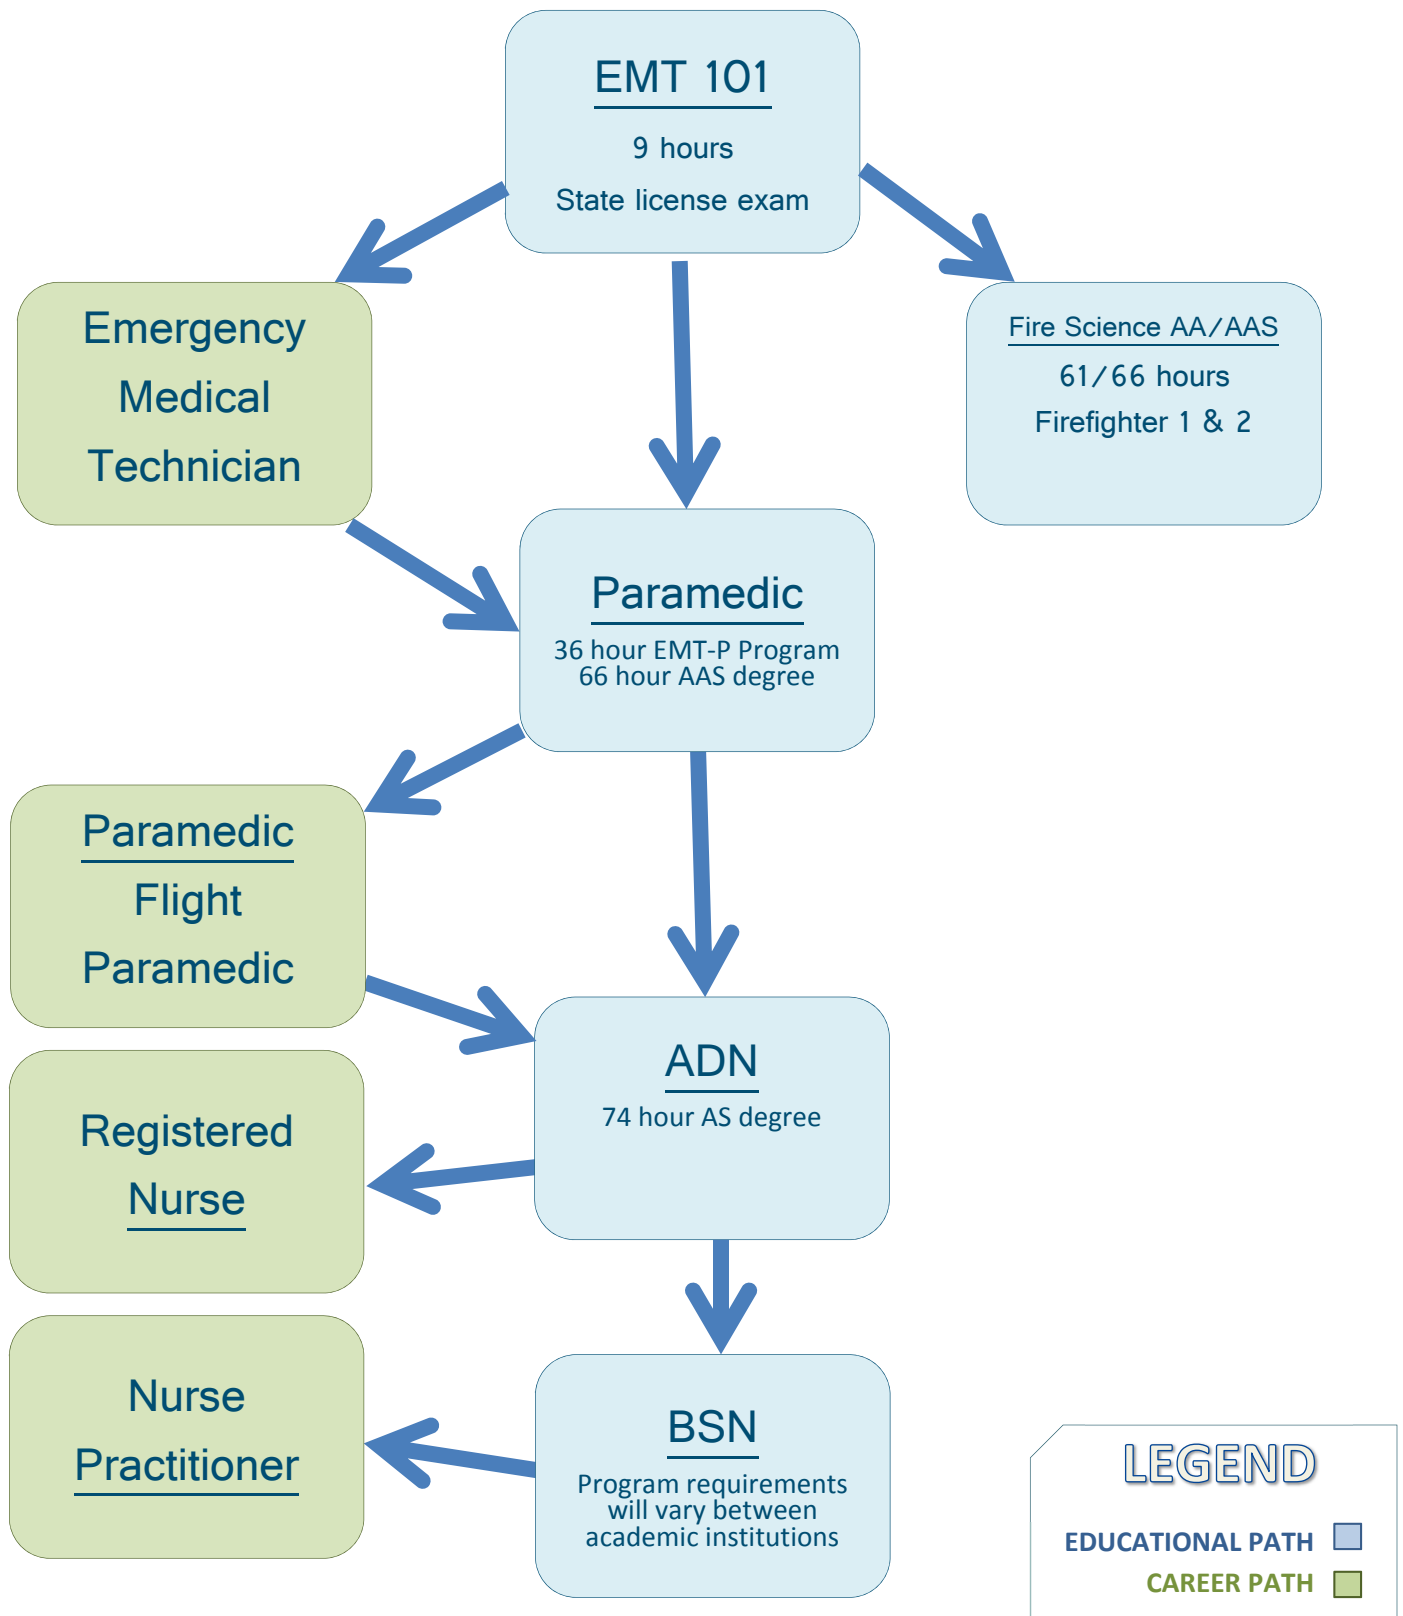 EMT 101
9 hours
State license exam
Emergency
Medical
Technician
Fire Science AA/AAS
61/66 hours
Firefighter 1 & 2
Paramedic
36 hour EMT-P Program
66 hour AAS degree
Paramedic
Flight
Paramedic
ADN
74 hour AS degree
Registered
Nurse
Nurse
Practitioner
BSN
Program requirements
will vary between
academic institutions
LEGEND
EDUCATIONAL PATH
CAREER PATH